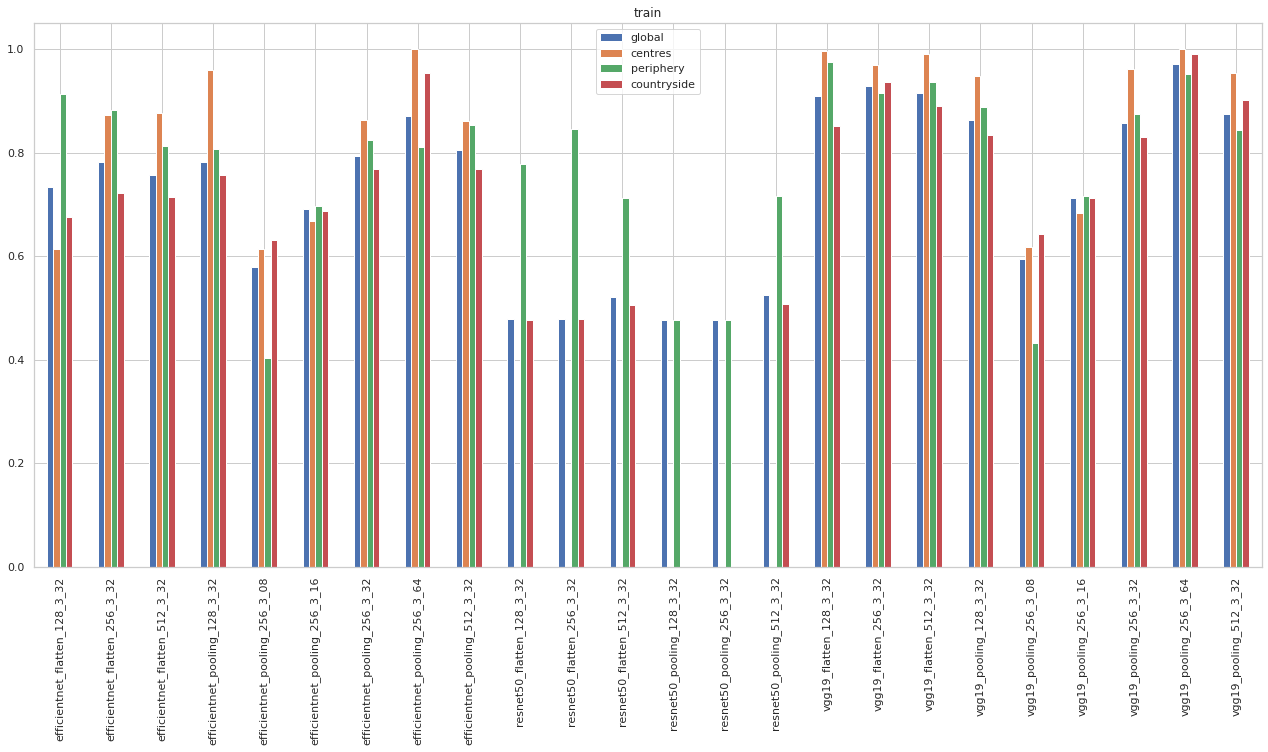 train
global
centres
periphery
countryside
1.0
0.8
0.6
0.4
0.2
0.0
efficientnet_flatten_128_3_32
efficientnet_flatten_256_3_32
efficientnet_flatten_512_3_32
efficientnet_pooling_128_3_32
efficientnet_pooling_256_3_08
efficientnet_pooling_256_3_16
efficientnet_pooling_256_3_32
efficientnet_pooling_256_3_64
efficientnet_pooling_512_3_32
resnet50_flatten_128_3_32
resnet50_flatten_256_3_32
resnet50_flatten_512_3_32
resnet50_pooling_128_3_32
resnet50_pooling_256_3_32
resnet50_pooling_512_3_32
vgg19_flatten_128_3_32
vgg19_flatten_256_3_32
vgg19_flatten_512_3_32
vgg19_pooling_128_3_32
vgg19_pooling_256_3_08
vgg19_pooling_256_3_16
vgg19_pooling_256_3_32
vgg19_pooling_256_3_64
vgg19_pooling_512_3_32